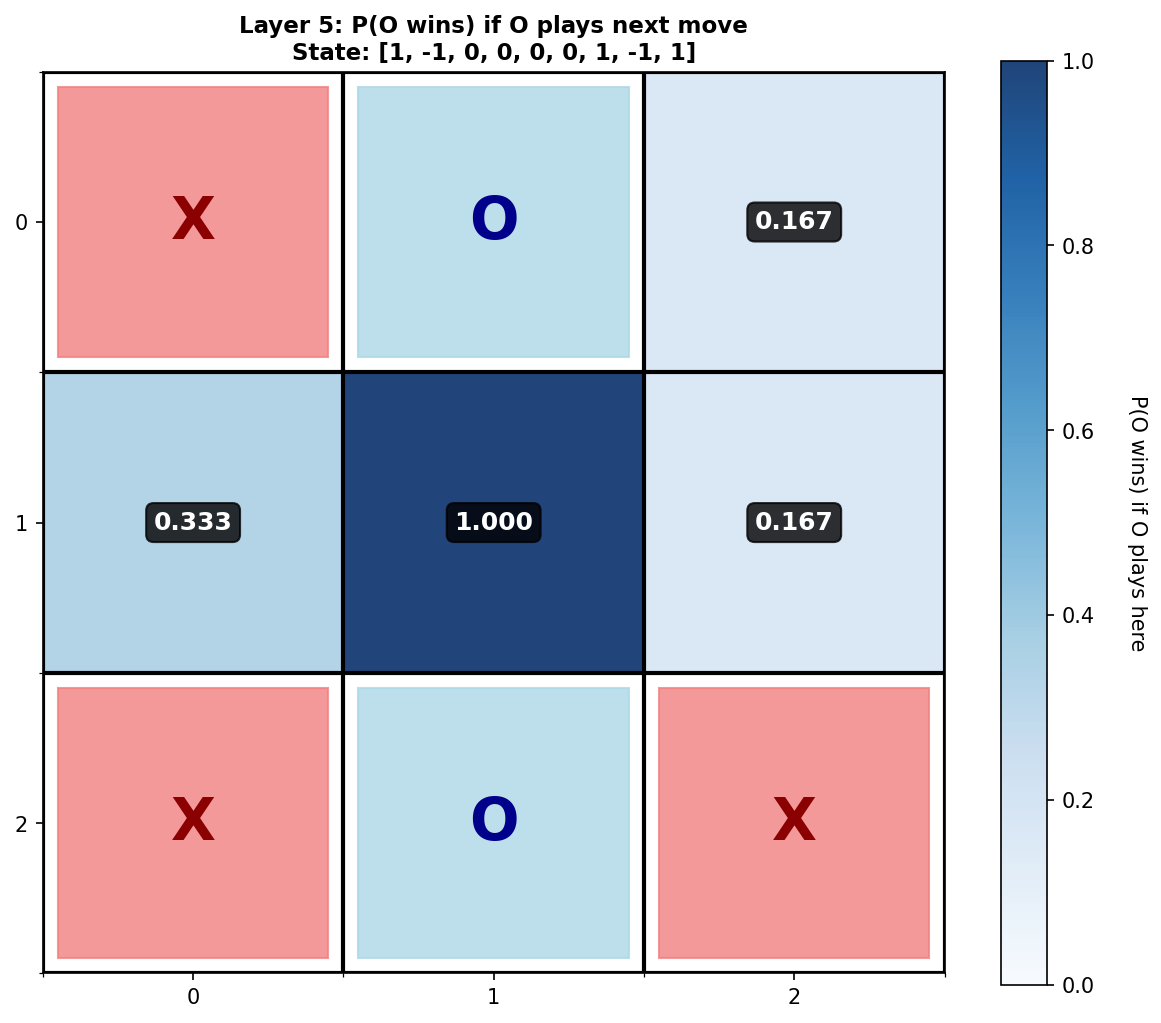 Layer 5: P(O wins) if O plays next move
State: [1, -1, 0, 0, 0, 0, 1, -1, 1]
0
X
O
0.167
1
0.333
1.000
0.167
2
X
O
X
0
1
2
1.0
0.8
0.6
0.4
0.2
0.0
P(O wins) if O plays here